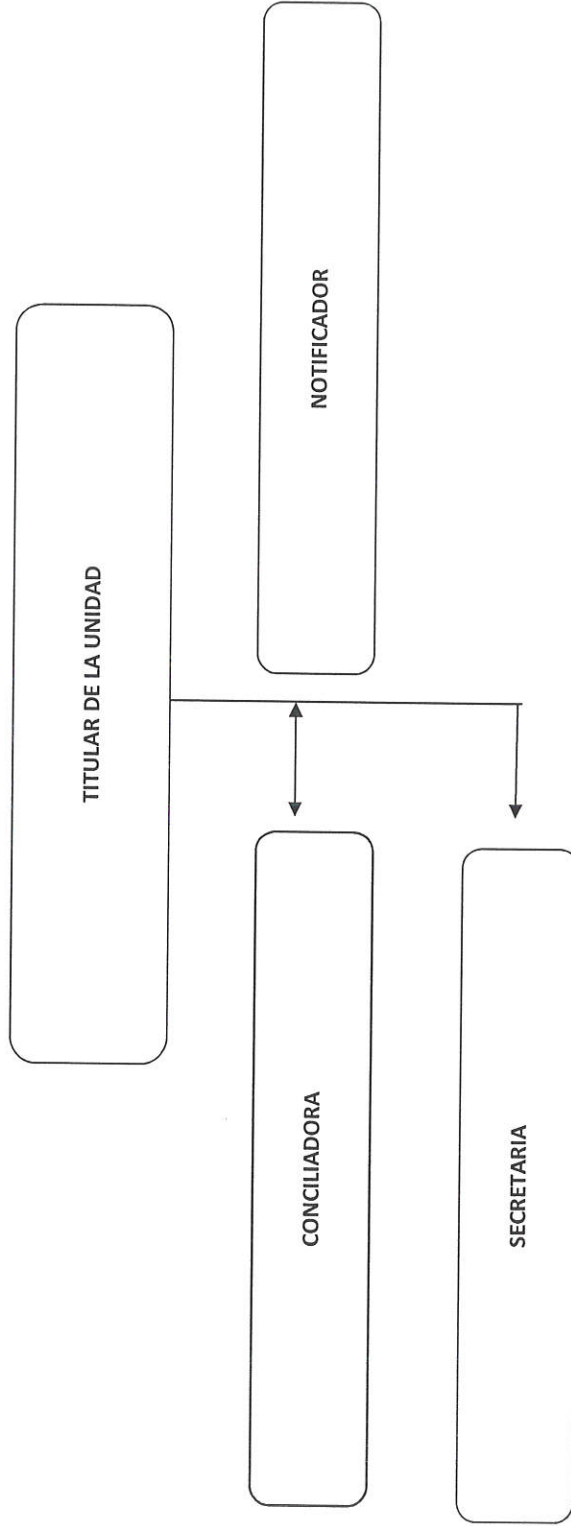 TITULAR DE LA UNIDAD
CONCILIADORA
NOTIFICADOR
SECRETARIA